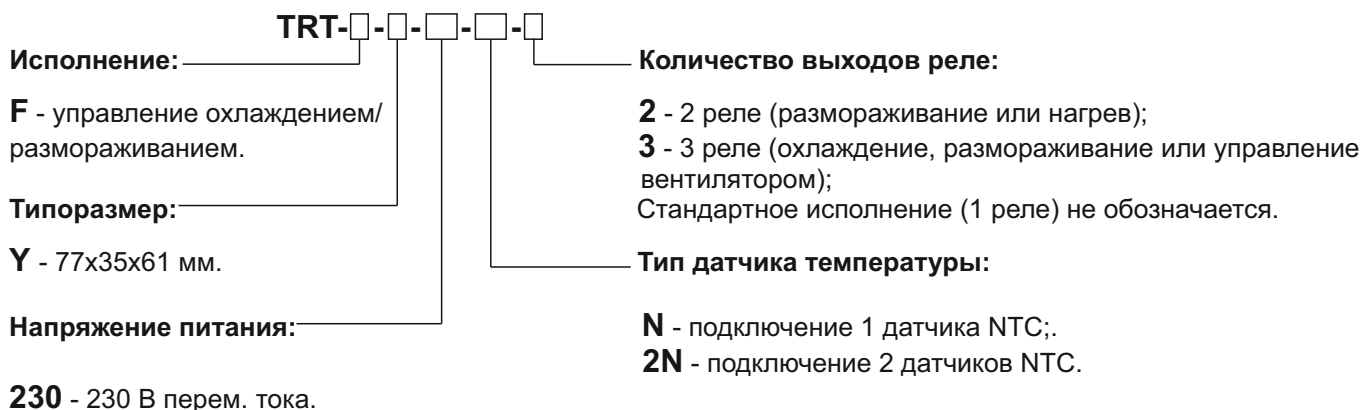 TRT-□-□-□-□-□
Исполнение:
F - управление охлаждением/
размораживанием.
Типоразмер:
Y - 77x35x61 мм.
Напряжение питания:
230 - 230 В перем. тока.
Количество выходов реле:
2 - 2 реле (размораживание или нагрев);
3 - 3 реле (охлаждение, размораживание или управление
вентилятором);
Стандартное исполнение (1 реле) не обозначается.
Тип датчика температуры:
N - подключение 1 датчика NTC;.
2N - подключение 2 датчиков NTC.